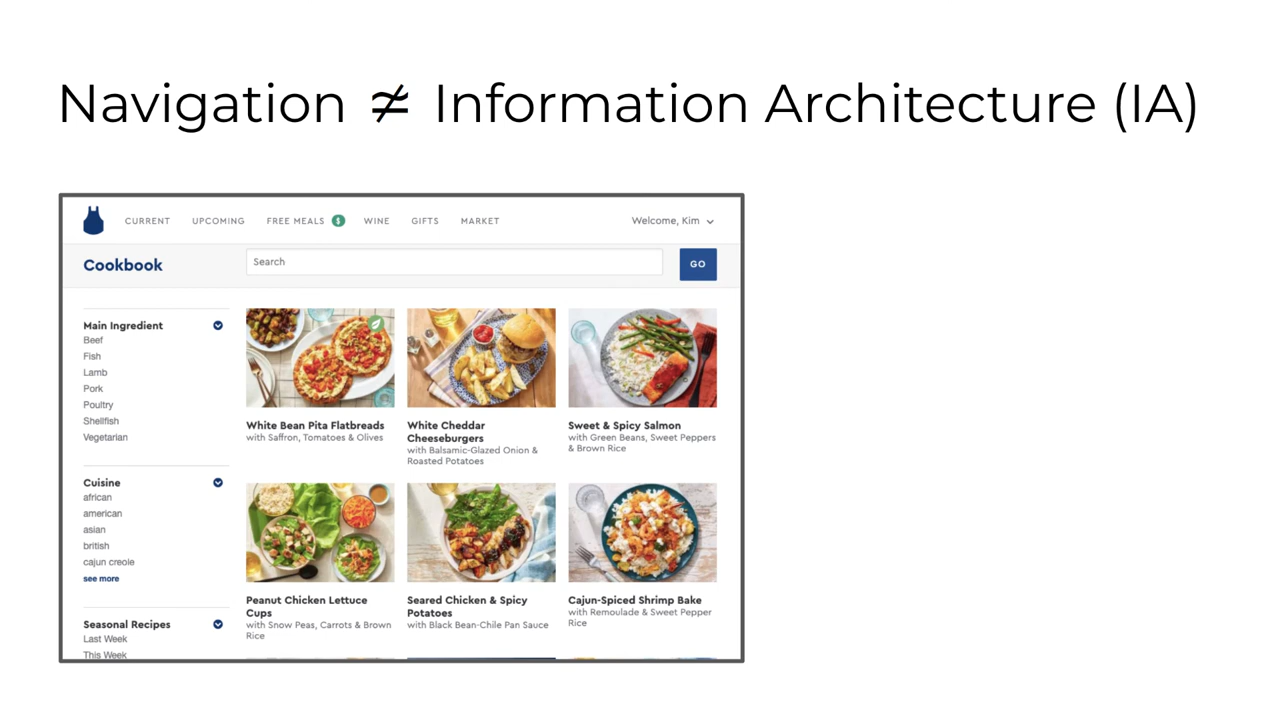 Navigation ≉ Information Architecture (IA)
CURRENT UPCOMING FREE MEALS $ WINE GIFTS MARKET Welcome, Kim
Cookbook Search GO
Main Ingredient
Beef
Fish
Lamb
Pork
Poultry
Shellfish
Vegetarian
Cuisine
african
american
asian
british
cajun creole
see more
Seasonal Recipes
Last Week
This Week
White Bean Pita Flatbreads
with Saffron, Tomatoes & Olives
White Cheddar
Cheeseburgers
with Balsamic-Glazed Onion &
Roasted Potatoes
Sweet & Spicy Salmon
with Green Beans, Sweet Peppers
& Brown Rice
Peanut Chicken Lettuce
Cups
with Snow Peas, Carrots & Brown
Rice
Seared Chicken & Spicy
Potatoes
with Black Bean-Chile Pan Sauce
Cajun-Spiced Shrimp Bake
with Remoulade & Sweet Pepper
Rice